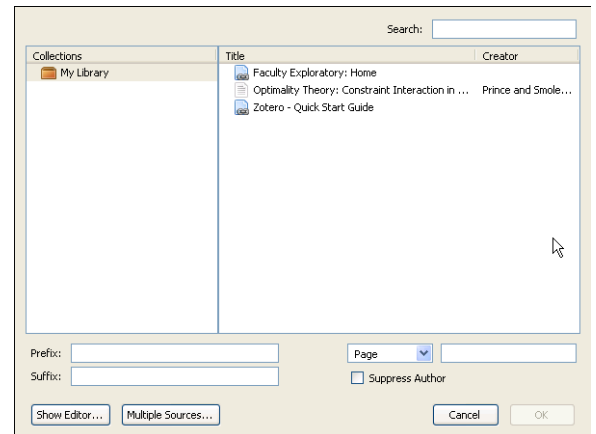 Search:
Collections
Title
Creator
My Library
Faculty Exploratory: Home
Optimality Theory: Constraint Interaction in ... Prince and Smole...
Zotero - Quick Start Guide
Prefix:
Page
Suffix:
Suppress Author
Show Editor...
Multiple Sources...
Cancel
OK